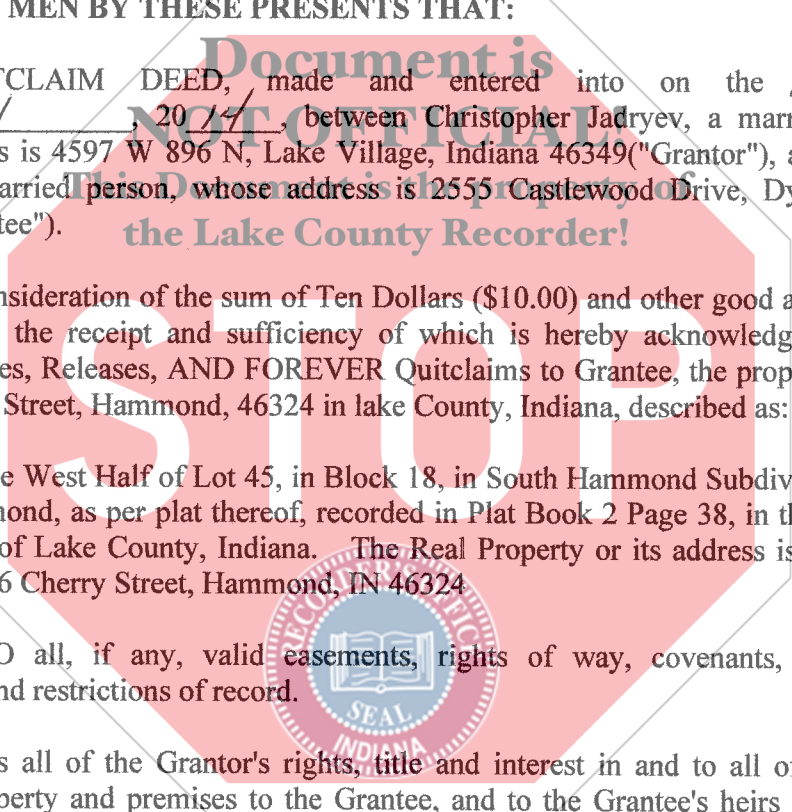 MEN BY THESE PRESENTS THAT:
Document is
TCLAIM DEED, made and entered into on the
, 20 14, between Christopher Jadryev, a marr
NOT OFFICIAL!
s is 4597 W 896 N, Lake Village, Indiana 46349("Grantor"), a
arried person, whose address is 2555 Castlewood Drive, Dy
This Document is the property of
tee").
the Lake County Recorder!
nsideration of the sum of Ten Dollars ($10.00) and other good a
the receipt and sufficiency of which is hereby acknowledg
es, Releases, AND FOREVER Quitclaims to Grantee, the prop
Street, Hammond, 46324 in lake County, Indiana, described as:
STOP
e West Half of Lot 45, in Block 18, in South Hammond Subdiv
nond, as per plat thereof, recorded in Plat Book 2 Page 38, in th
of Lake County, Indiana. The Real Property or its address is
6 Cherry Street, Hammond, IN 46324
RECORDER'S OFFICE
O all, if any, valid easements, rights of way, covenants,
nd restrictions of record.
SEAL
INDIANA
s all of the Grantor's rights, title and interest in and to all of
perty and premises to the Grantee, and to the Grantee's heirs